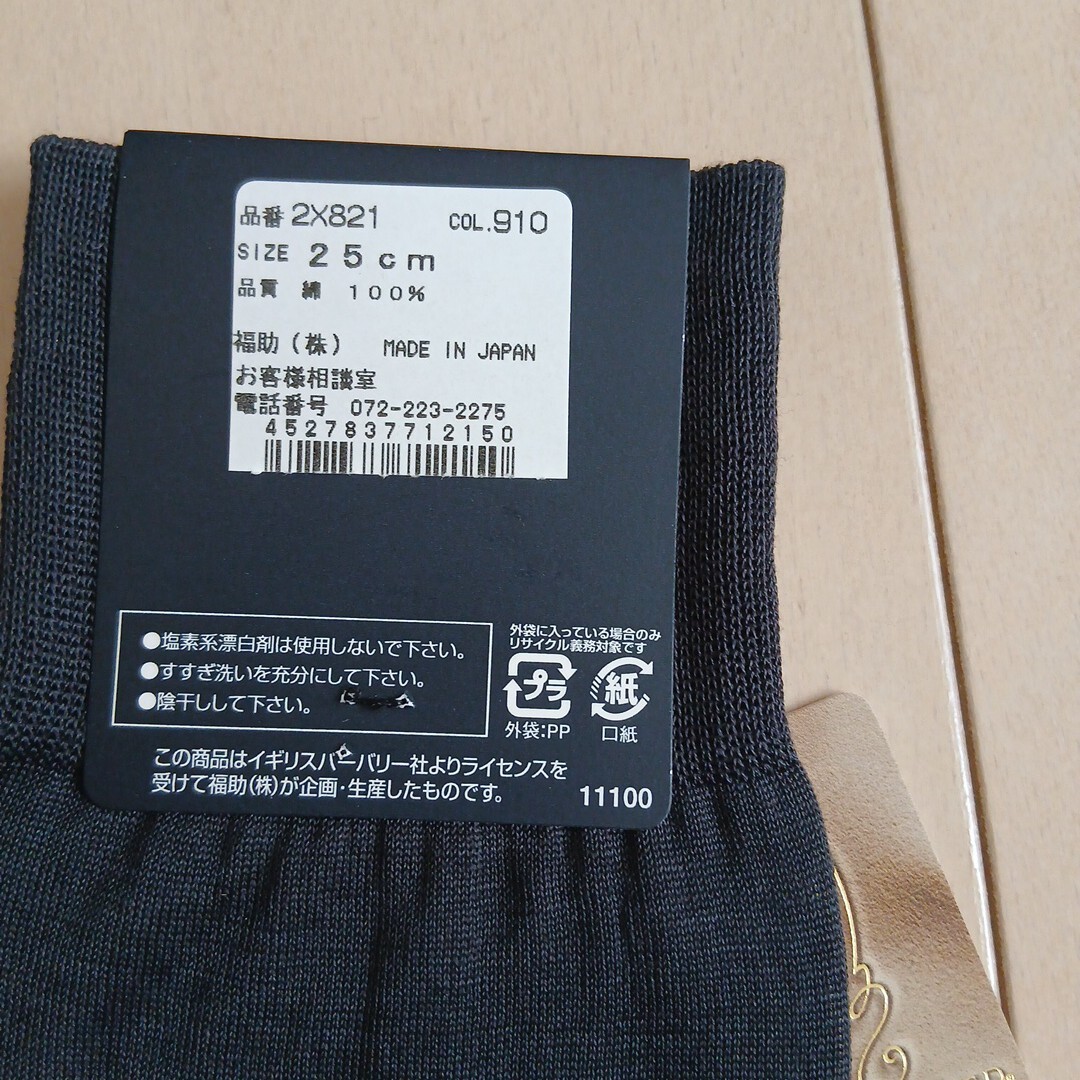 品番 2X821 COL.910
SIZE 25cm
品質 綿 100%
福助(株) MADE IN JAPAN
お客様相談室
電話番号 072-223-2275
4527837712150
●塩素系漂白剤は使用しないで下さい。
●すすぎ洗いを充分にして下さい。
●陰干しして下さい。
外袋に入っている場合のみ
リサイクル義務対象です
プラ 紙
外袋:PP 口紙
この商品はイギリスバーバリー社よりライセンスを
受けて福助(株)が企画・生産したものです。
11100